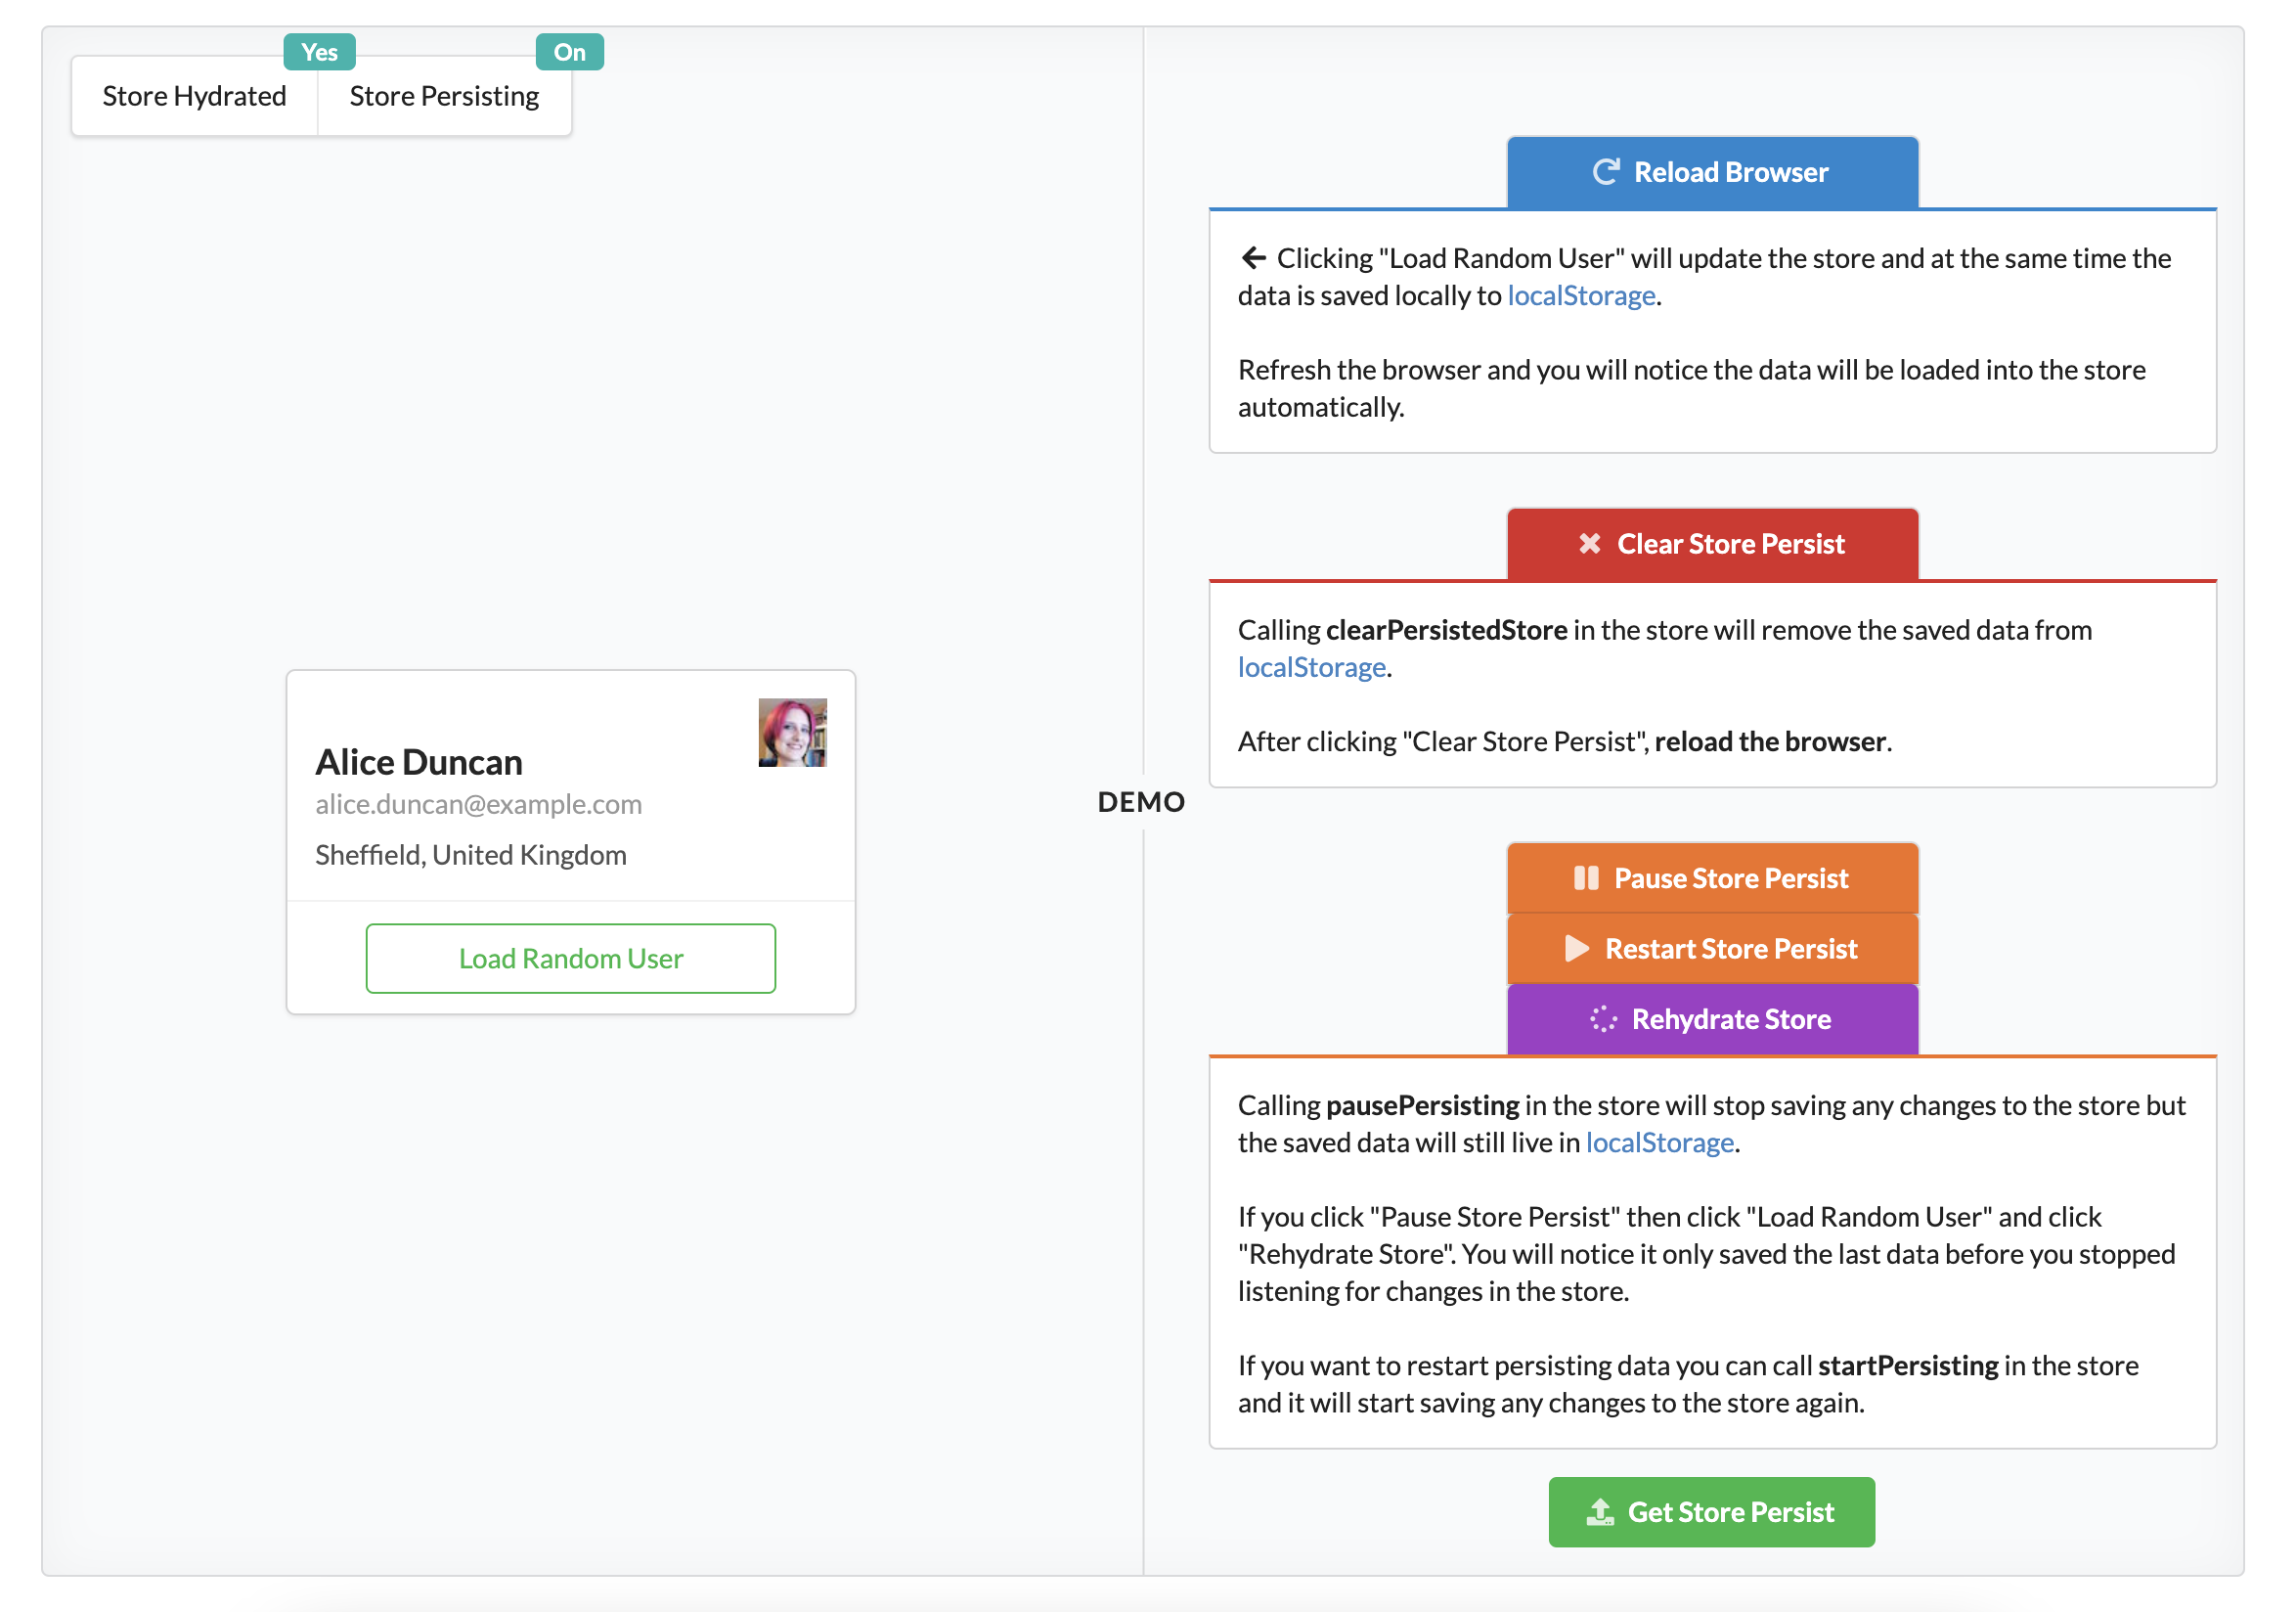 Yes
On
Store Hydrated
Store Persisting
Alice Duncan
alice.duncan@example.com
Sheffield, United Kingdom
Load Random User
DEMO
Reload Browser
Clicking "Load Random User" will update the store and at the same time the
data is saved locally to localStorage.
Refresh the browser and you will notice the data will be loaded into the store
automatically.
Clear Store Persist
Calling clearPersistedStore in the store will remove the saved data from
localStorage.
After clicking "Clear Store Persist", reload the browser.
Pause Store Persist
Restart Store Persist
Rehydrate Store
Calling pausePersisting in the store will stop saving any changes to the store but
the saved data will still live in localStorage.
If you click "Pause Store Persist" then click "Load Random User" and click
"Rehydrate Store". You will notice it only saved the last data before you stopped
listening for changes in the store.
If you want to restart persisting data you can call startPersisting in the store
and it will start saving any changes to the store again.
Get Store Persist